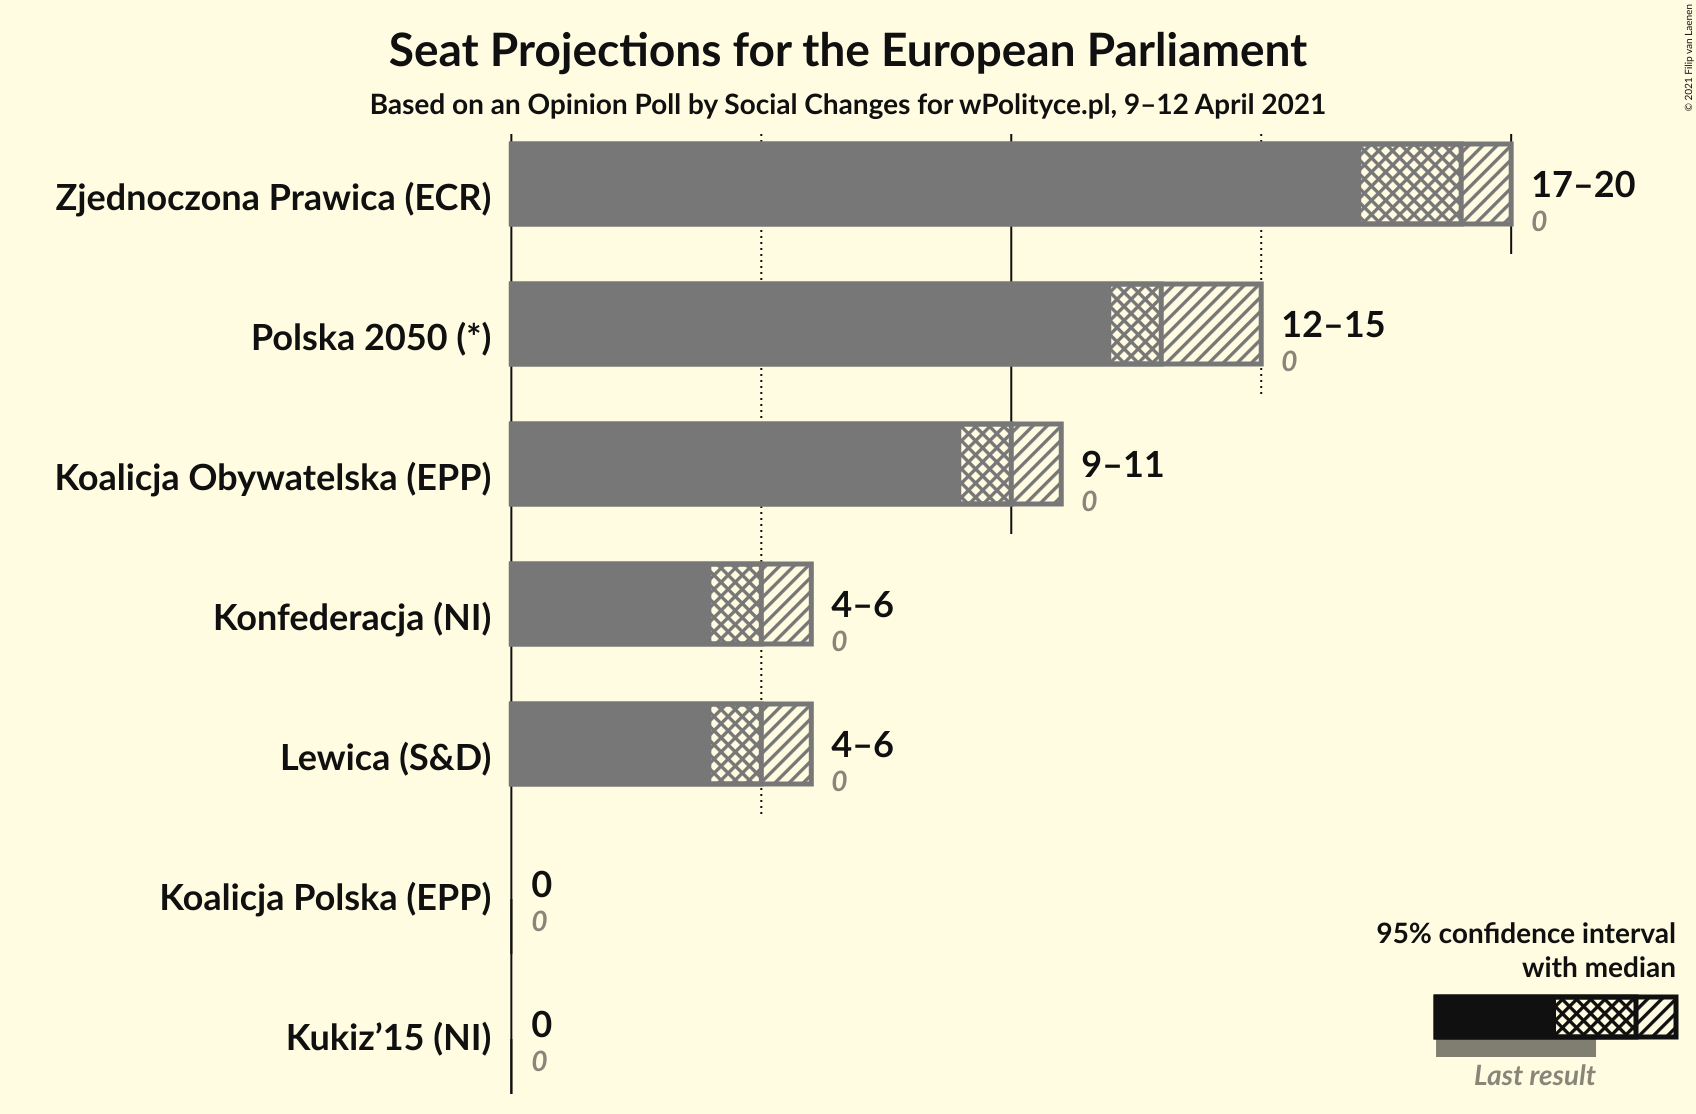 Seat Projections for the European Parliament
Based on an Opinion Poll by Social Changes for wPolityce.pl, 9–12 April 2021
© 2021 Filip van Laenen
Zjednoczona Prawica (ECR)
17–20
0
Polska 2050 (*)
12–15
0
Koalicja Obywatelska (EPP)
9–11
0
Konfederacja (NI)
4–6
0
Lewica (S&D)
4–6
0
Koalicja Polska (EPP)
0
0
Kukiz’15 (NI)
0
0
95% confidence interval
with median
Last result